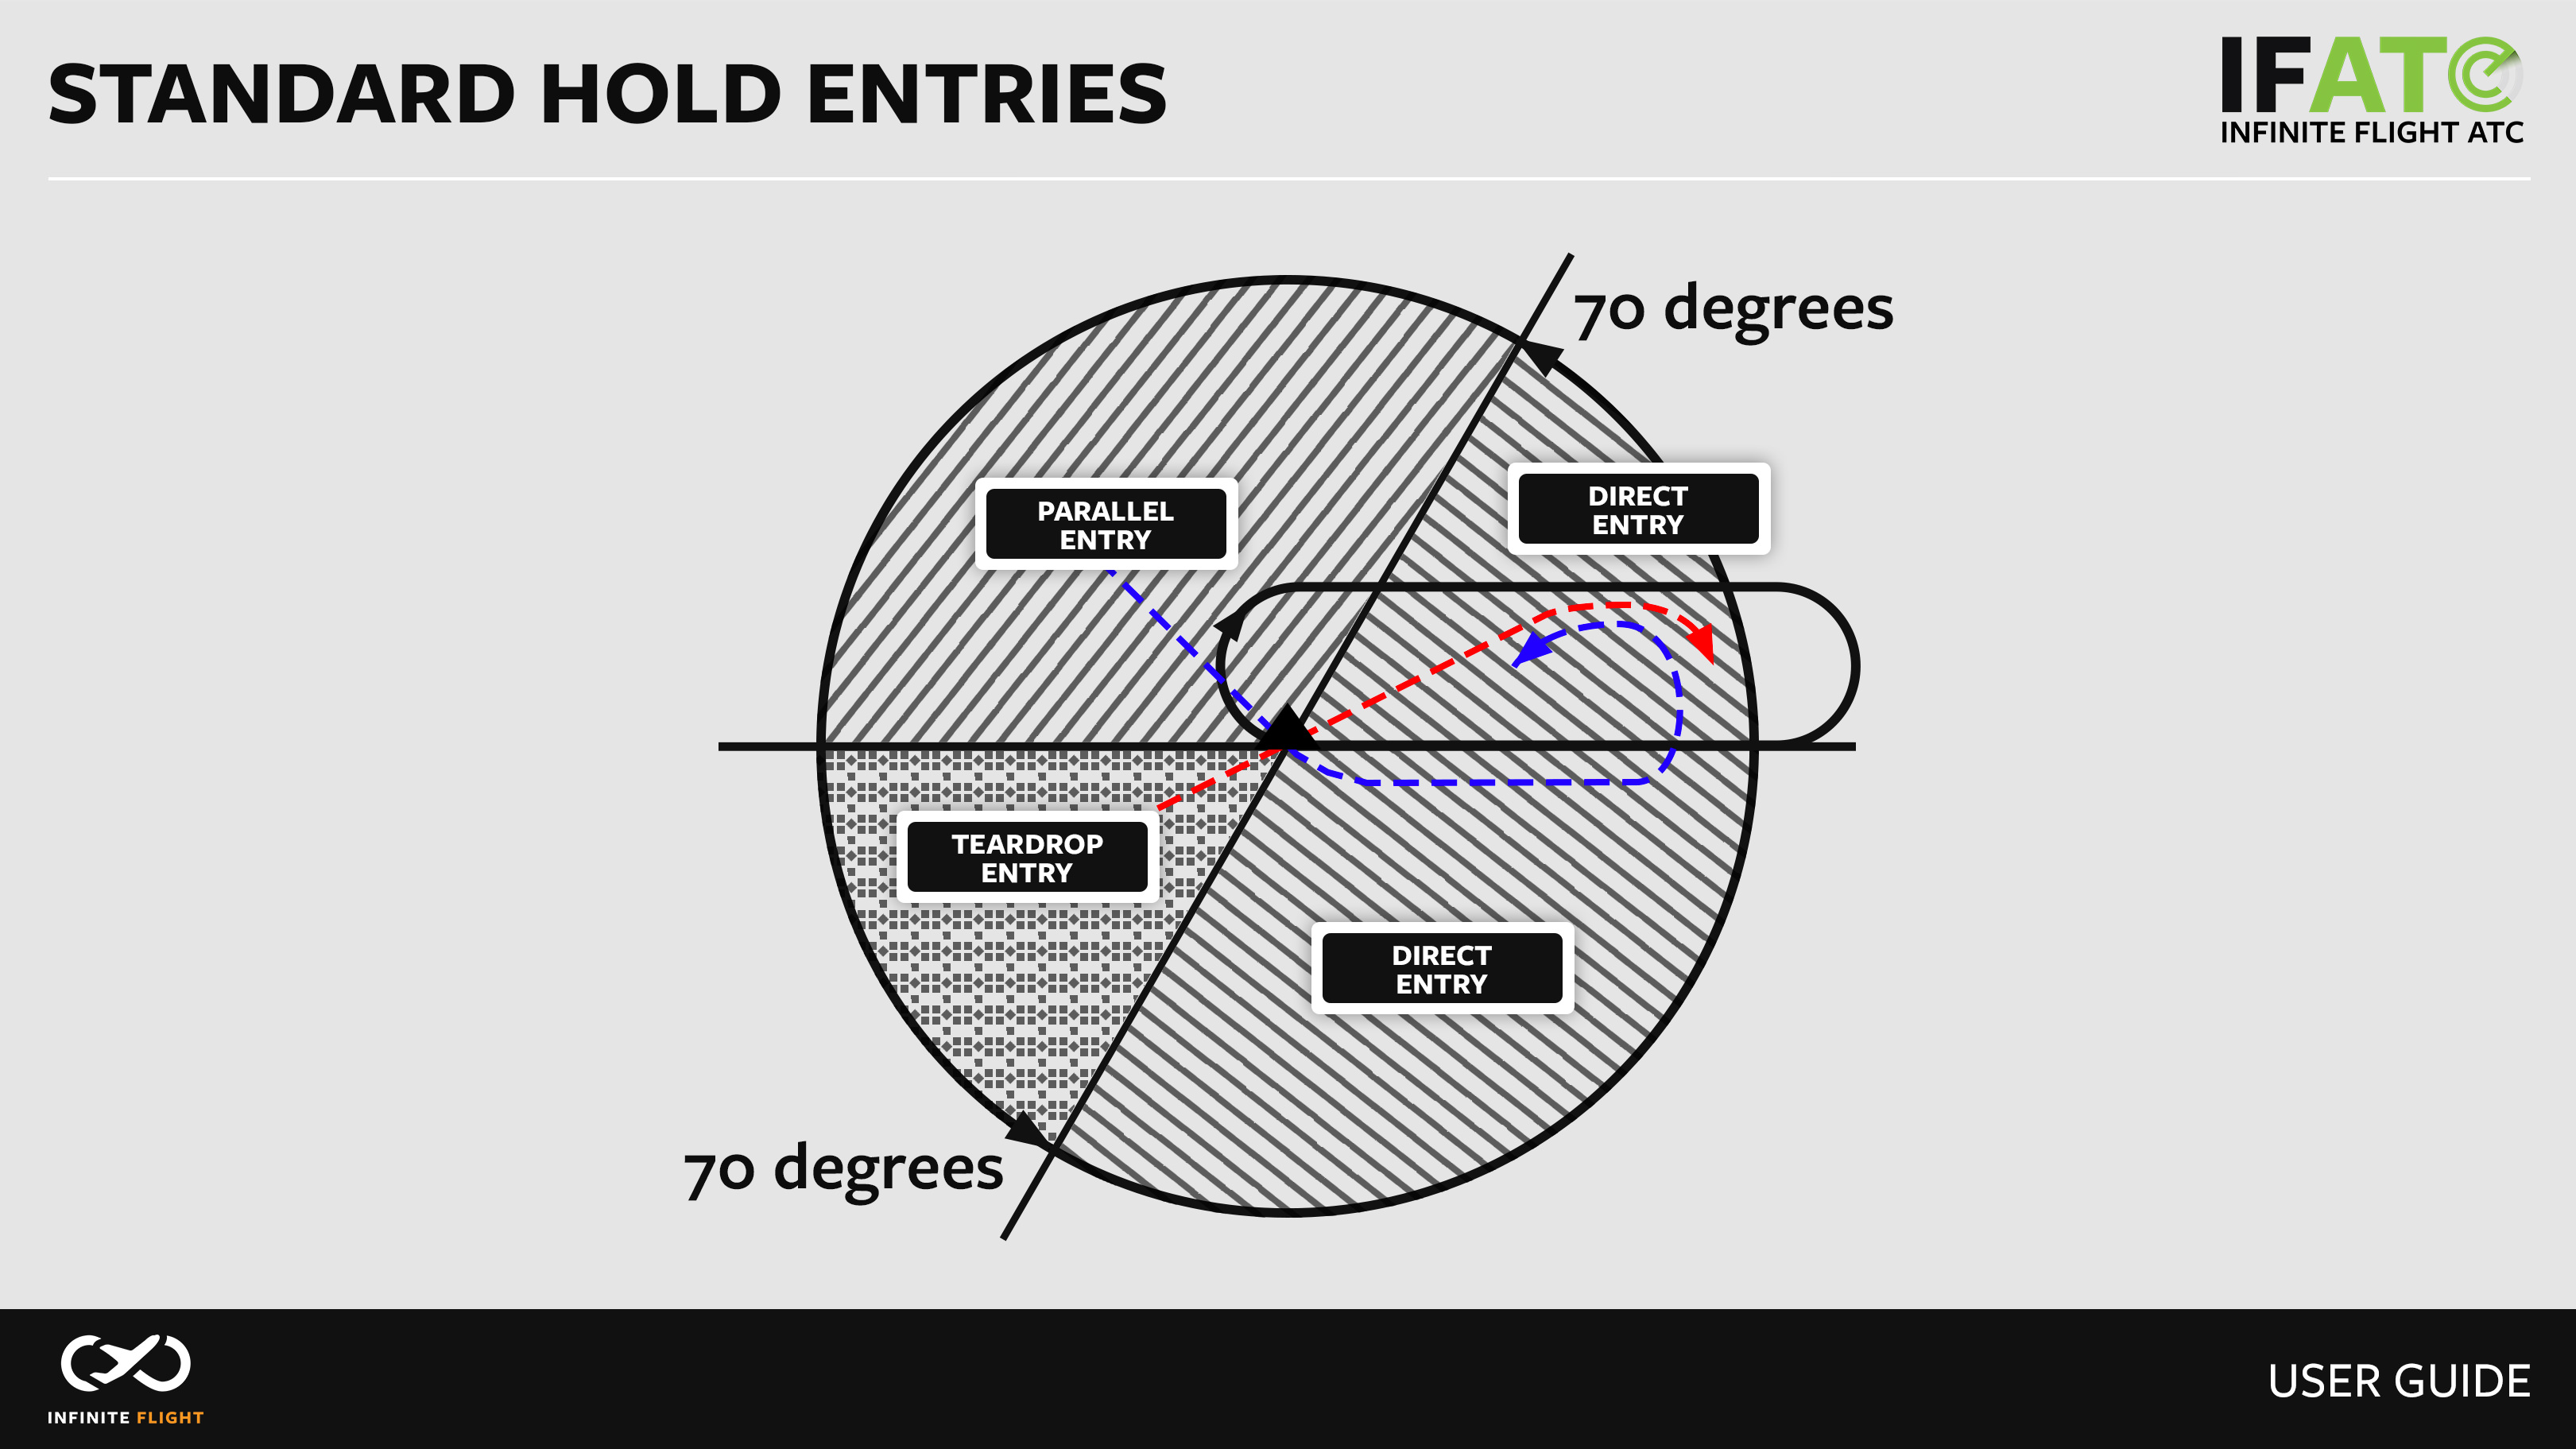 STANDARD HOLD ENTRIES
IFATC
INFINITE FLIGHT ATC
70 degrees
DIRECT
ENTRY
PARALLEL
ENTRY
TEARDROP
ENTRY
DIRECT
ENTRY
70 degrees
INFINITE FLIGHT
USER GUIDE